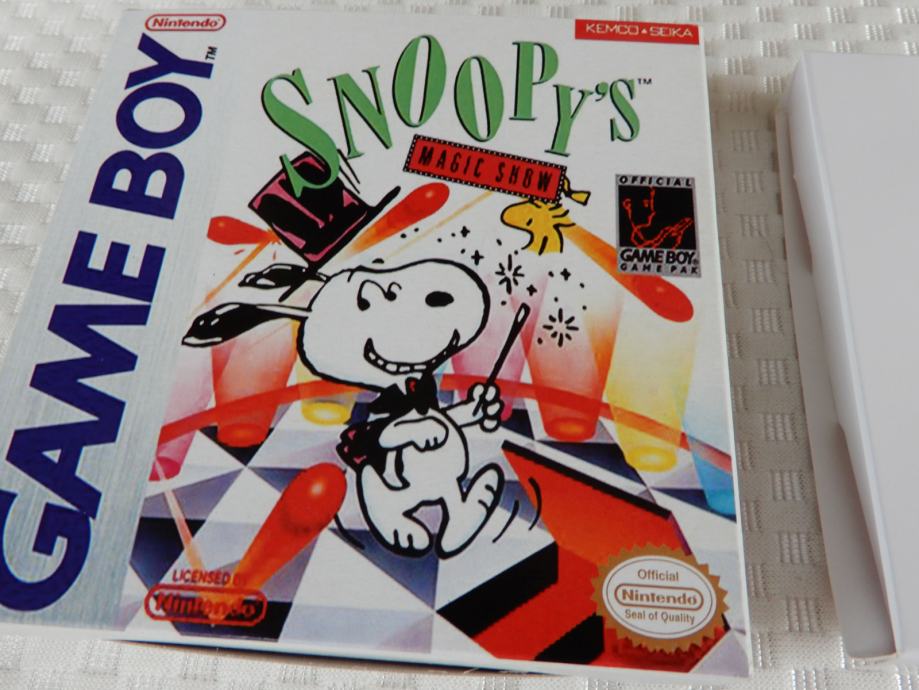 Nintendo®
GAME BOY™
KEMCO SEIKA
SNOOPY'S™
MAGIC SHOW
OFFICIAL
GAME BOY®
GAME PAK
LICENSED BY
Nintendo
Official
Nintendo®
Seal of Quality